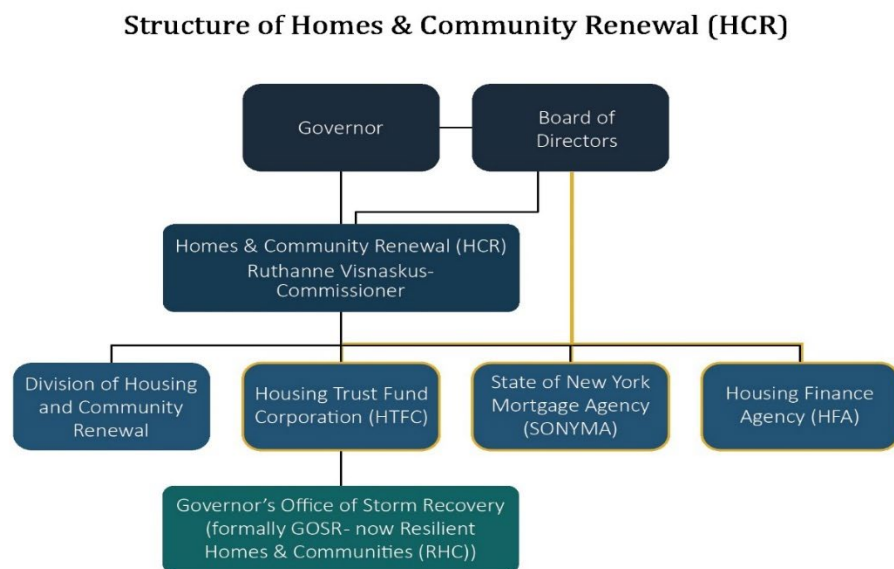 Structure of Homes & Community Renewal (HCR)
Governor
Board of
Directors
Homes & Community Renewal (HCR)
Ruthanne Visnaskus-
Commissioner
Division of Housing
and Community
Renewal
Housing Trust Fund
Corporation (HTFC)
State of New York
Mortgage Agency
(SONYMA)
Housing Finance
Agency (HFA)
Governor’s Office of Storm Recovery
(formally GOSR- now Resilient
Homes & Communities (RHC))